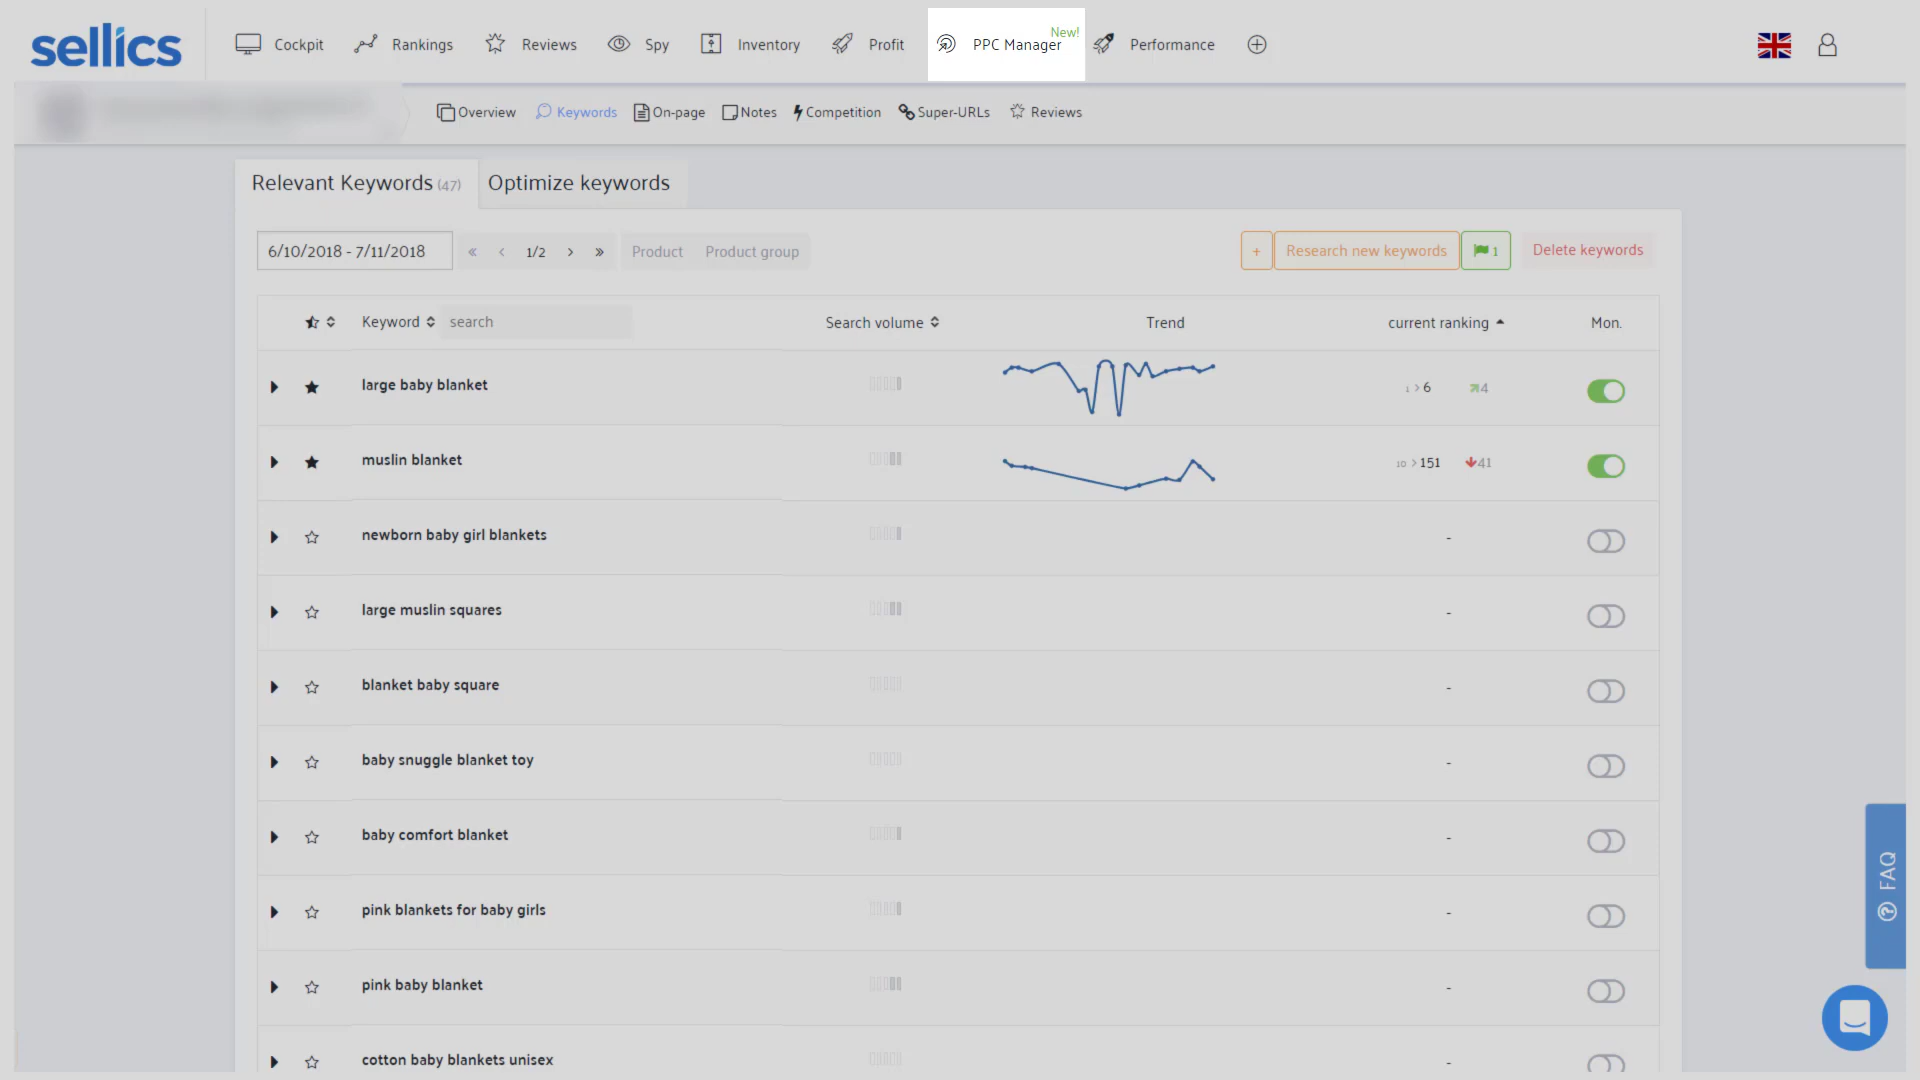 sellics
Cockpit
Rankings
Reviews
Spy
Inventory
Profit
PPC Manager
New!
Performance
Overview
Keywords
On-page
Notes
Competition
Super-URLs
Reviews
Relevant Keywords (47)
Optimize keywords
6/10/2018 - 7/11/2018
« ‹ 1/2 › »
Product
Product group
+
Research new keywords
1
Delete keywords
Keyword
search
Search volume
Trend
current ranking
Mon.
large baby blanket
1 > 6
4
muslin blanket
10 > 151
41
newborn baby girl blankets
-
large muslin squares
-
blanket baby square
-
baby snuggle blanket toy
-
baby comfort blanket
-
pink blankets for baby girls
-
pink baby blanket
-
cotton baby blankets unisex
-
FAQ